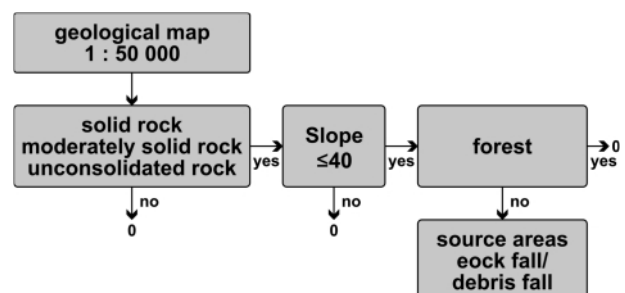 geological map
1 : 50 000
solid rock
moderately solid rock
unconsolidated rock
yes
Slope
≤40
yes
forest
0
yes
no
0
no
0
no
source areas
eock fall/
debris fall